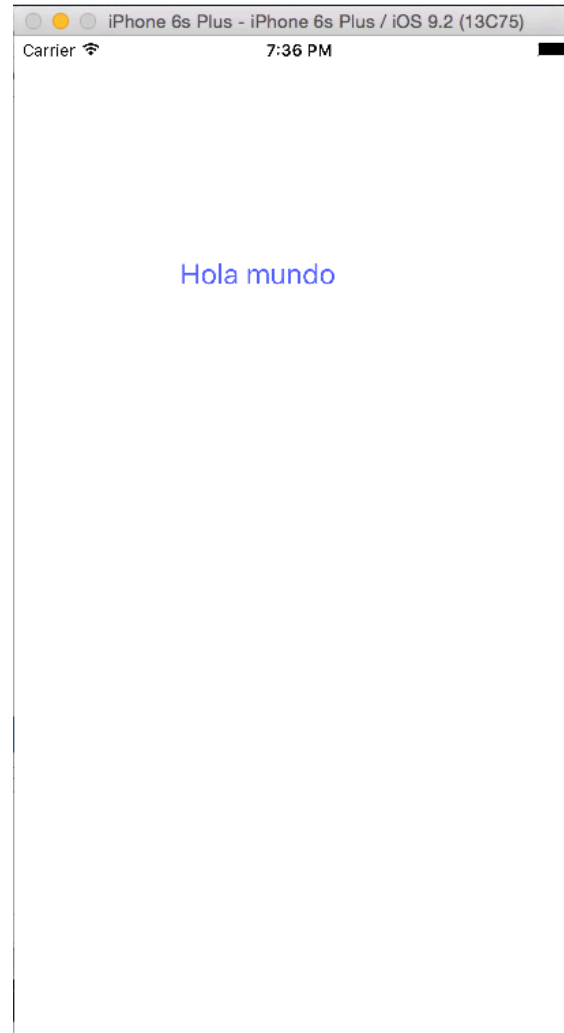 iPhone 6s Plus - iPhone 6s Plus / iOS 9.2 (13C75)
Carrier 7:36 PM
Hola mundo